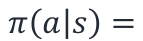 π(a|s) =